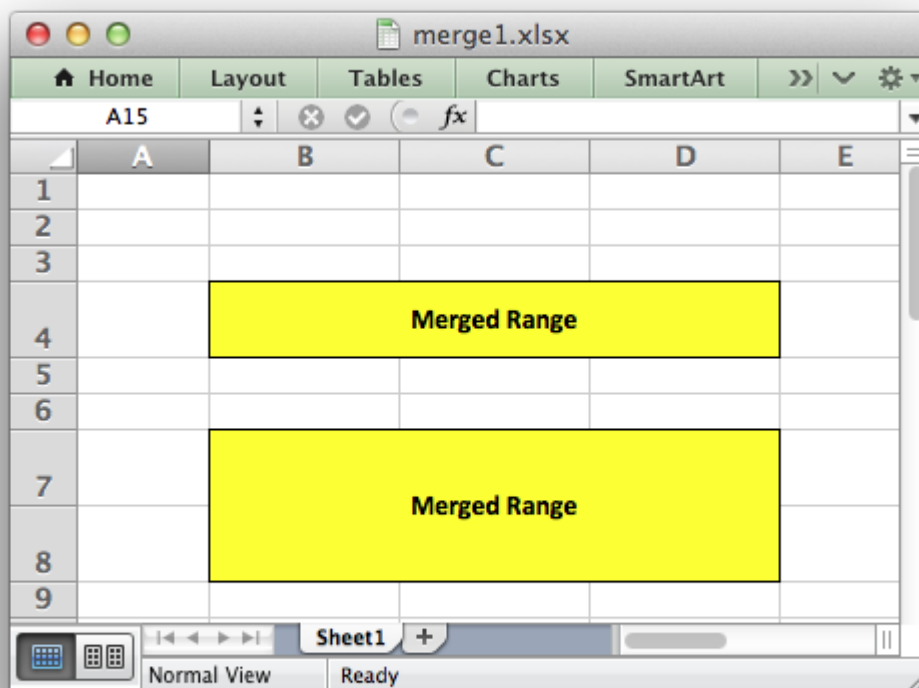 merge1.xlsx
Home Layout Tables Charts SmartArt
A15 fx
A B C D E
1
2
3
Merged Range
4
5
6
7
Merged Range
8
9
Sheet1 +
Normal View Ready